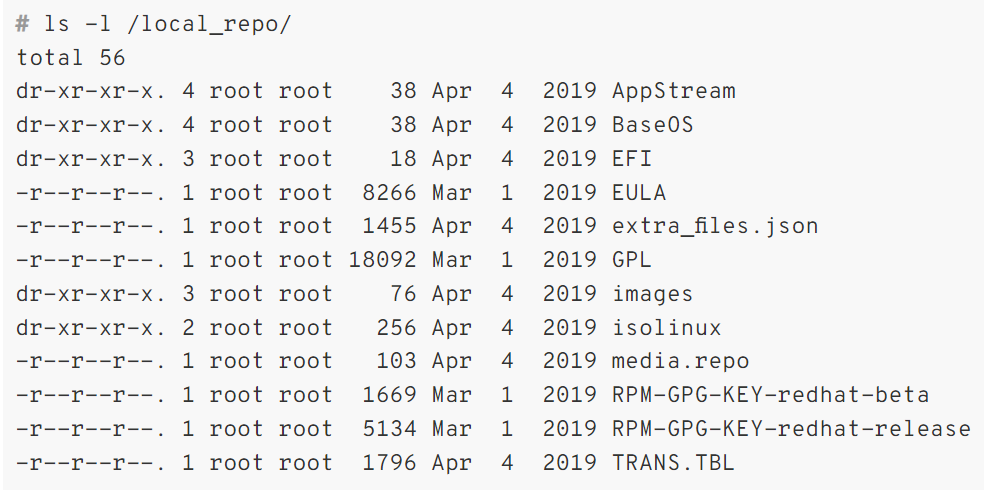 # ls -l /local_repo/
total 56
dr-xr-xr-x. 4 root root    38 Apr  4  2019 AppStream
dr-xr-xr-x. 4 root root    38 Apr  4  2019 BaseOS
dr-xr-xr-x. 3 root root    18 Apr  4  2019 EFI
-r--r--r--. 1 root root  8266 Mar  1  2019 EULA
-r--r--r--. 1 root root  1455 Apr  4  2019 extra_files.json
-r--r--r--. 1 root root 18092 Mar  1  2019 GPL
dr-xr-xr-x. 3 root root    76 Apr  4  2019 images
dr-xr-xr-x. 2 root root   256 Apr  4  2019 isolinux
-r--r--r--. 1 root root   103 Apr  4  2019 media.repo
-r--r--r--. 1 root root  1669 Mar  1  2019 RPM-GPG-KEY-redhat-beta
-r--r--r--. 1 root root  5134 Mar  1  2019 RPM-GPG-KEY-redhat-release
-r--r--r--. 1 root root  1796 Apr  4  2019 TRANS.TBL